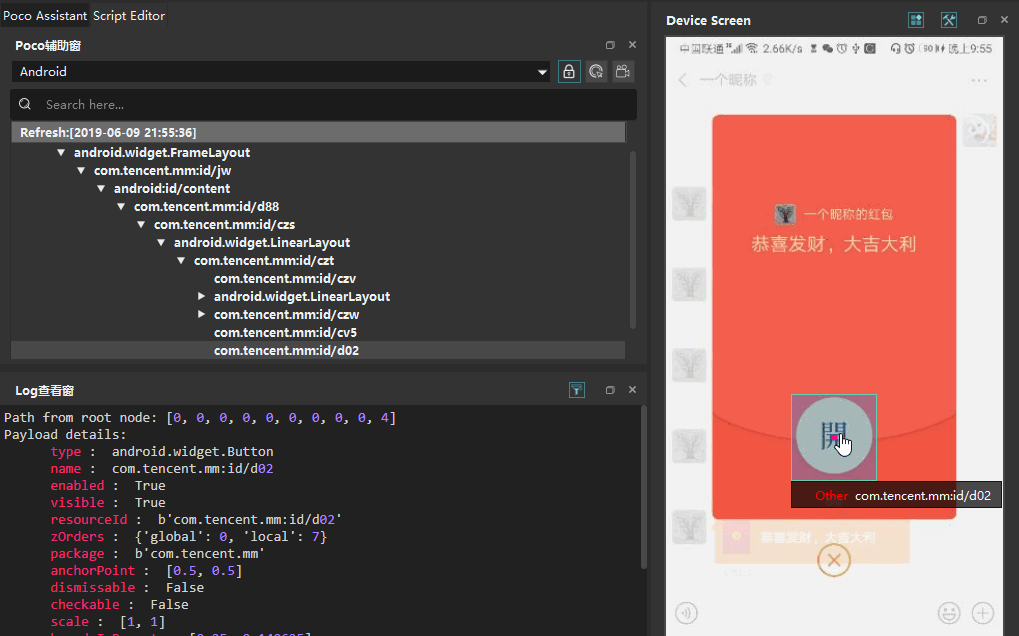 Poco Assistant Script Editor
Poco辅助窗
Android
Search here...
Refresh:[2019-06-09 21:55:36]
android.widget.FrameLayout
com.tencent.mm:id/jw
android:id/content
com.tencent.mm:id/d88
com.tencent.mm:id/czs
android.widget.LinearLayout
com.tencent.mm:id/czt
com.tencent.mm:id/czv
android.widget.LinearLayout
com.tencent.mm:id/czw
com.tencent.mm:id/cv5
com.tencent.mm:id/d02
Log查看窗
Path from root node: [0, 0, 0, 0, 0, 0, 0, 0, 0, 4]
Payload details:
type :  android.widget.Button
name :  com.tencent.mm:id/d02
enabled :  True
visible :  True
resourceId :  b'com.tencent.mm:id/d02'
zOrders :  {'global': 0, 'local': 7}
package :  b'com.tencent.mm'
anchorPoint :  [0.5, 0.5]
dismissable :  False
checkable :  False
scale :  [1, 1]
Device Screen
中国联通 2.66K/s 晚上9:55
一个昵称
一个昵称的红包
恭喜发财，大吉大利
開
Other com.tencent.mm:id/d02
恭喜发财，大吉大利